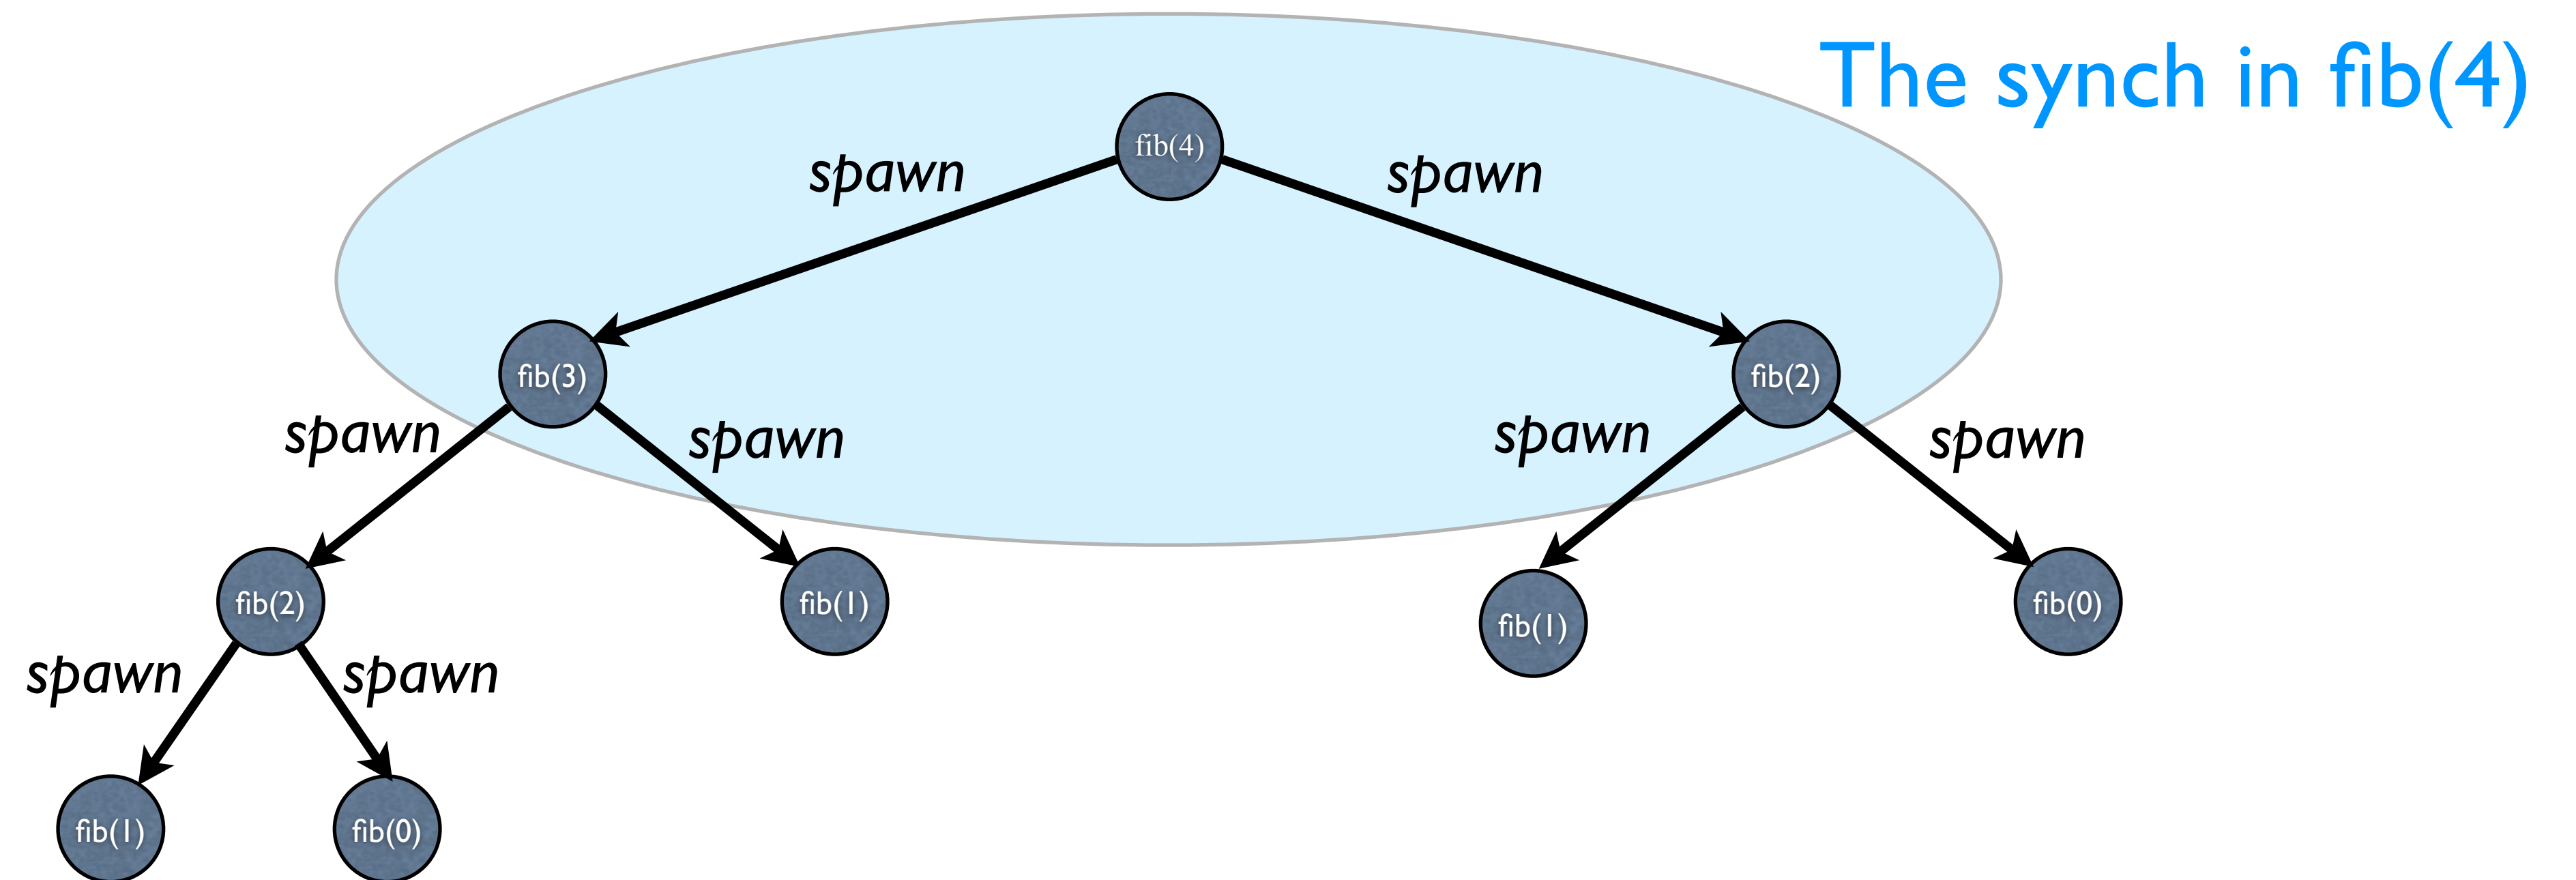 The synch in fib(4)
fib(4)
spawn
spawn
fib(3)
fib(2)
spawn
spawn
spawn
spawn
fib(2)
fib(1)
fib(1)
fib(0)
spawn
spawn
fib(1)
fib(0)